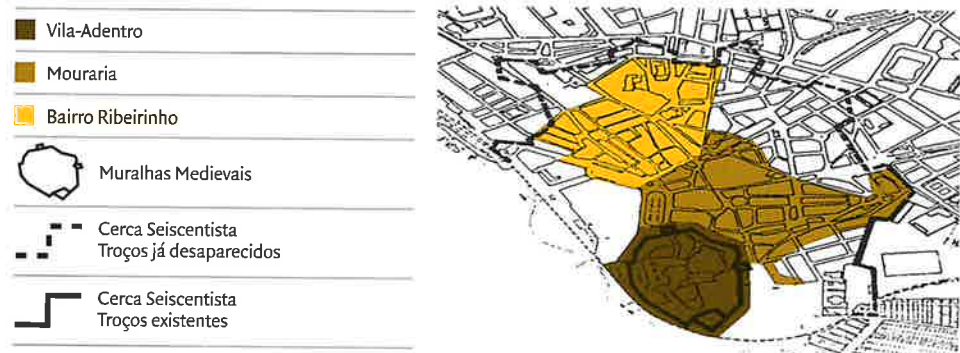 Vila-Adentro
Mouraria
Bairro Ribeirinho
Muralhas Medievais
Cerca Seiscentista
Troços já desaparecidos
Cerca Seiscentista
Troços existentes